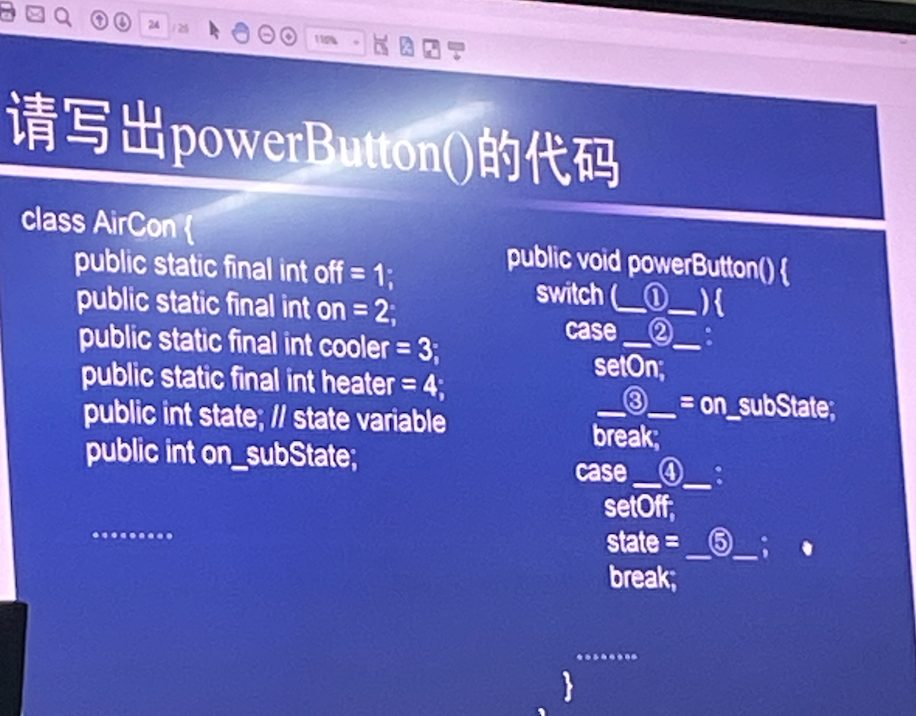 24 / 26
请写出powerButton()的代码
class AirCon {
public static final int off = 1;
public static final int on = 2;
public static final int cooler = 3;
public static final int heater = 4;
public int state; // state variable
public int on_subState;
………
public void powerButton() {
switch (__①__) {
case __②__ :
setOn;
__③__ = on_subState;
break;
case __④__ :
setOff;
state = __⑤__ ;
break;
………
}